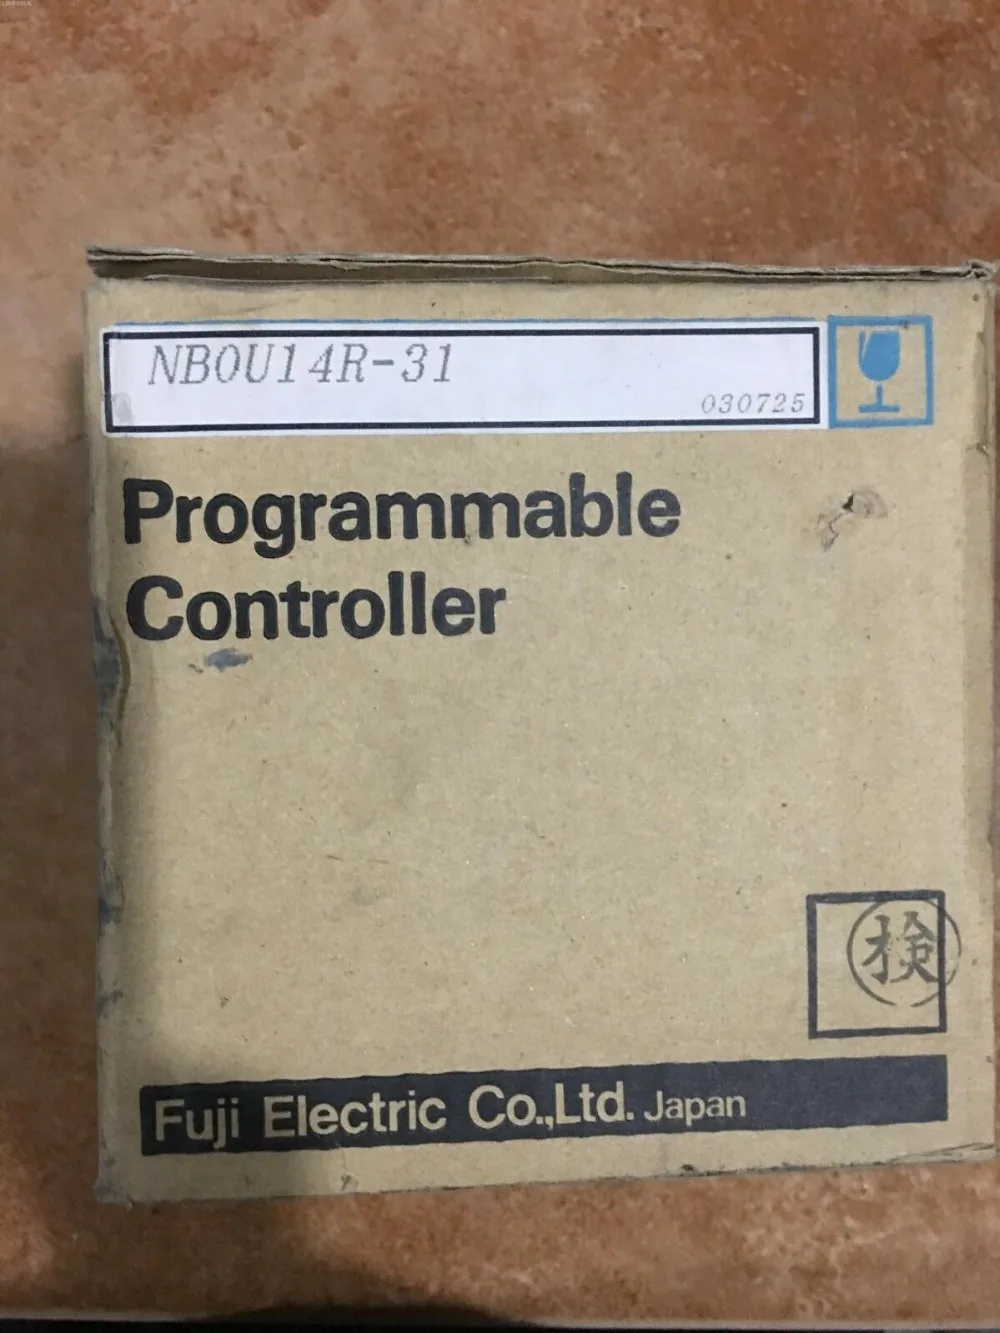 NB0U14R-31
030725
Programmable
Controller
検
Fuji Electric Co.,Ltd. Japan